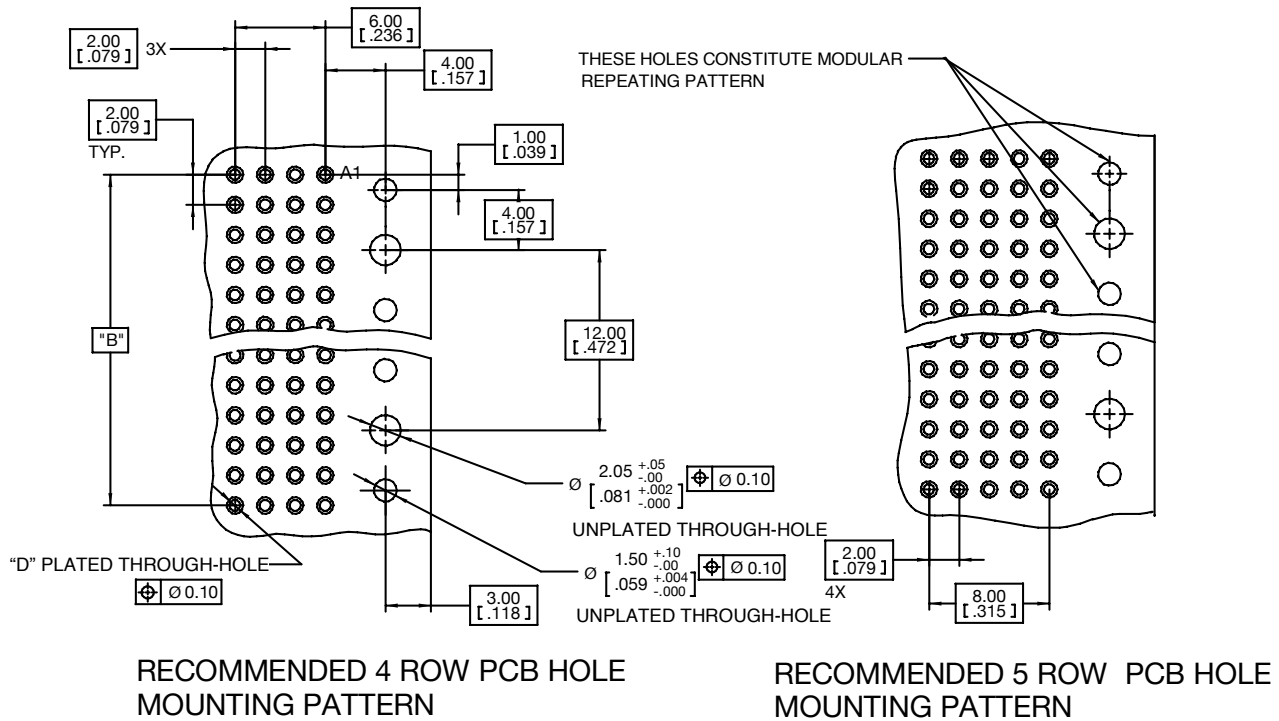 6.00
[.236]
2.00
[.079]
3X
4.00
[.157]
THESE HOLES CONSTITUTE MODULAR
REPEATING PATTERN
2.00
[.079]
TYP.
1.00
[.039]
A1
4.00
[.157]
"B"
12.00
[.472]
Ø 2.05 +.05 -.00
[.081 +.002 -.000]
⌖ Ø 0.10
UNPLATED THROUGH-HOLE
“D” PLATED THROUGH-HOLE
⌖ Ø 0.10
Ø 1.50 +.10 -.00
[.059 +.004 -.000]
⌖ Ø 0.10
UNPLATED THROUGH-HOLE
3.00
[.118]
2.00
[.079]
4X
8.00
[.315]
RECOMMENDED 4 ROW PCB HOLE
MOUNTING PATTERN
RECOMMENDED 5 ROW PCB HOLE
MOUNTING PATTERN